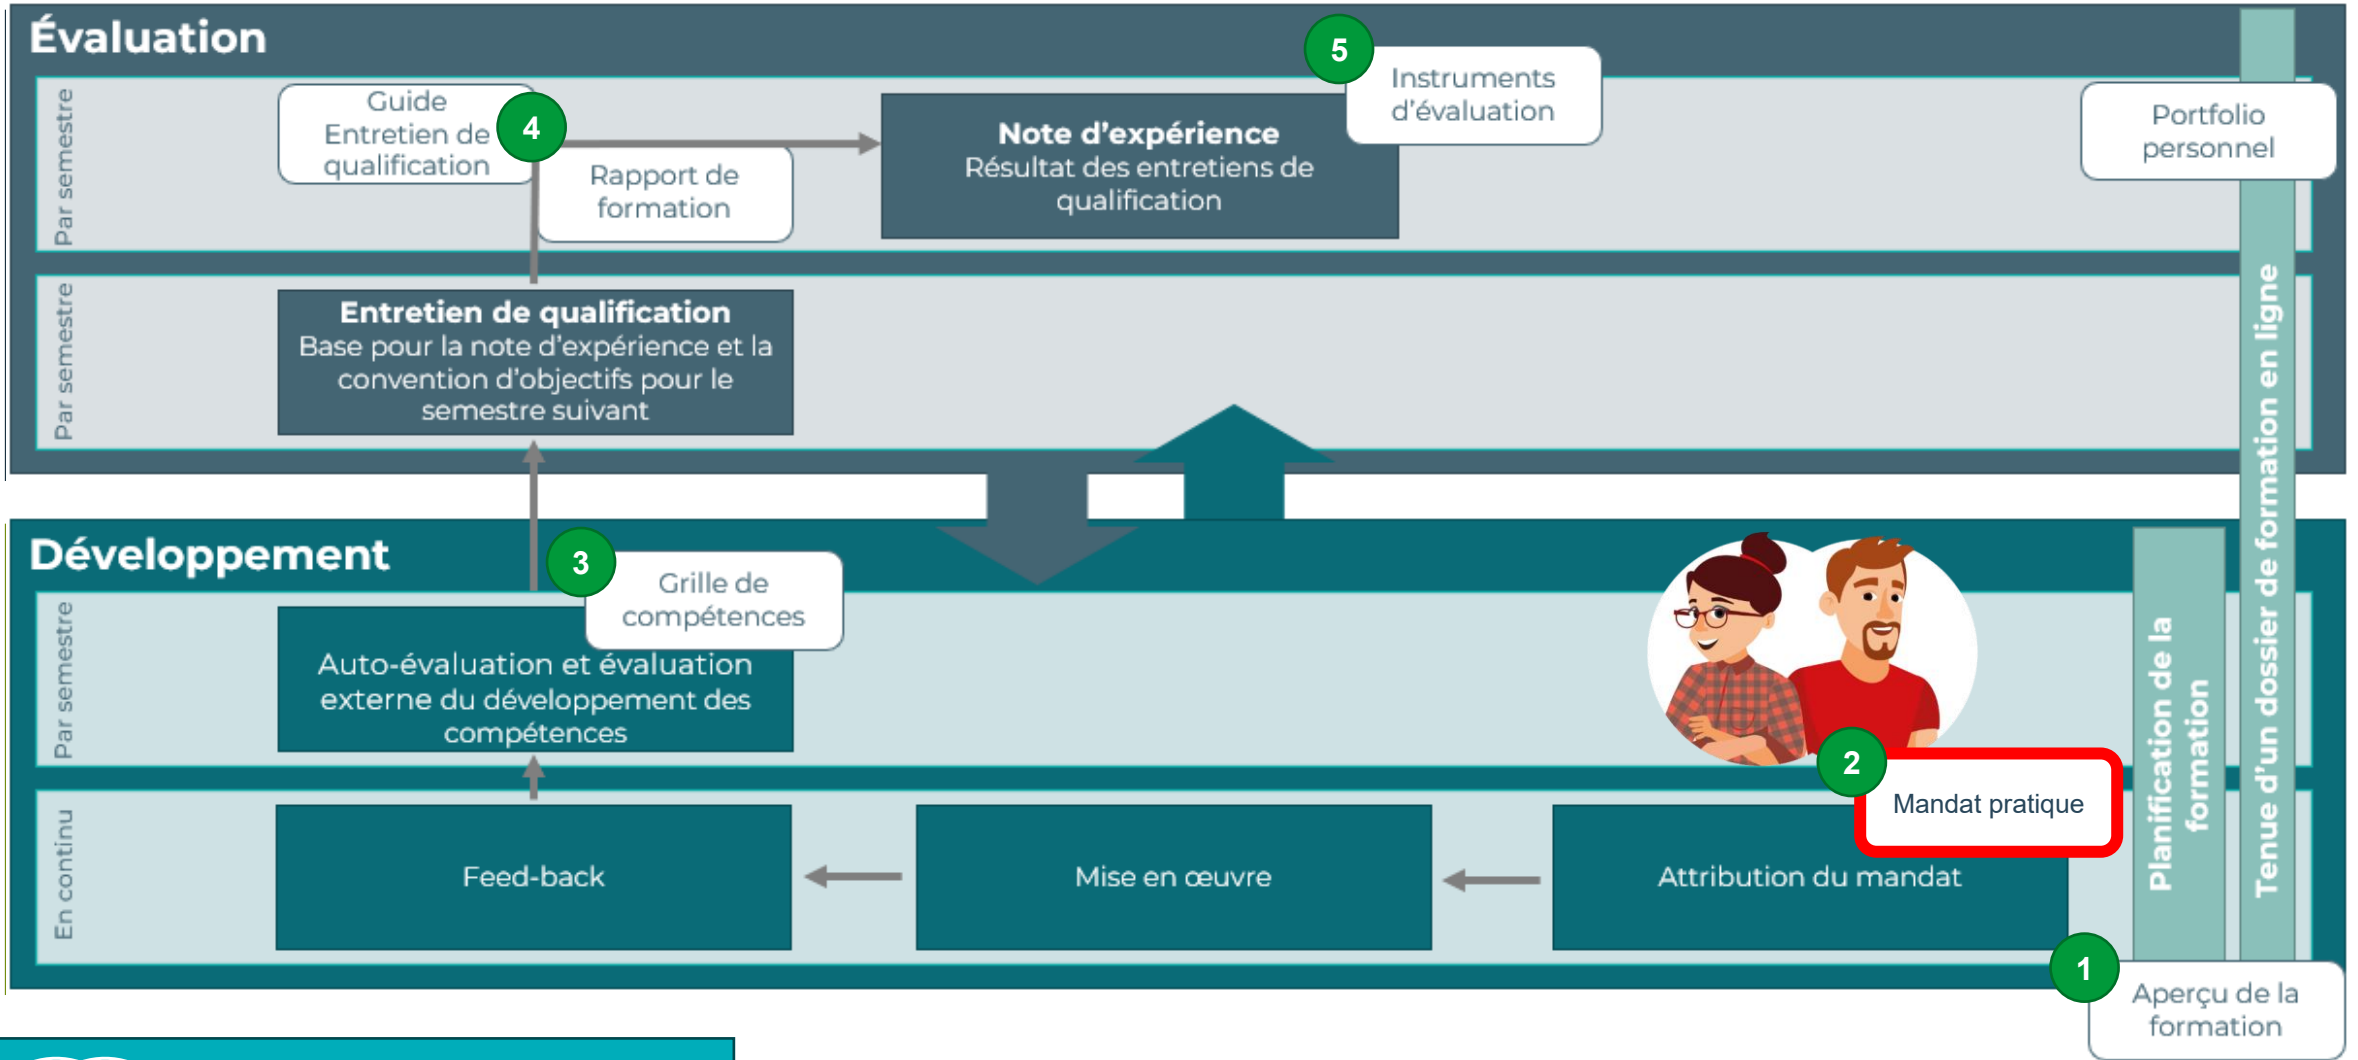 Évaluation
Par semestre
Guide
Entretien de
qualification
4
Rapport de
formation
Note d'expérience
Résultat des entretiens de
qualification
5
Instruments
d'évaluation
Portfolio
personnel
Par semestre
Entretien de qualification
Base pour la note d'expérience et la
convention d'objectifs pour le
semestre suivant
Tenue d'un dossier de formation en ligne
Développement
Par semestre
3
Grille de
compétences
Auto-évaluation et évaluation
externe du développement des
compétences
Planification de la
formation
2
Mandat pratique
En continu
Feed-back
Mise en œuvre
Attribution du mandat
1
Aperçu de la
formation